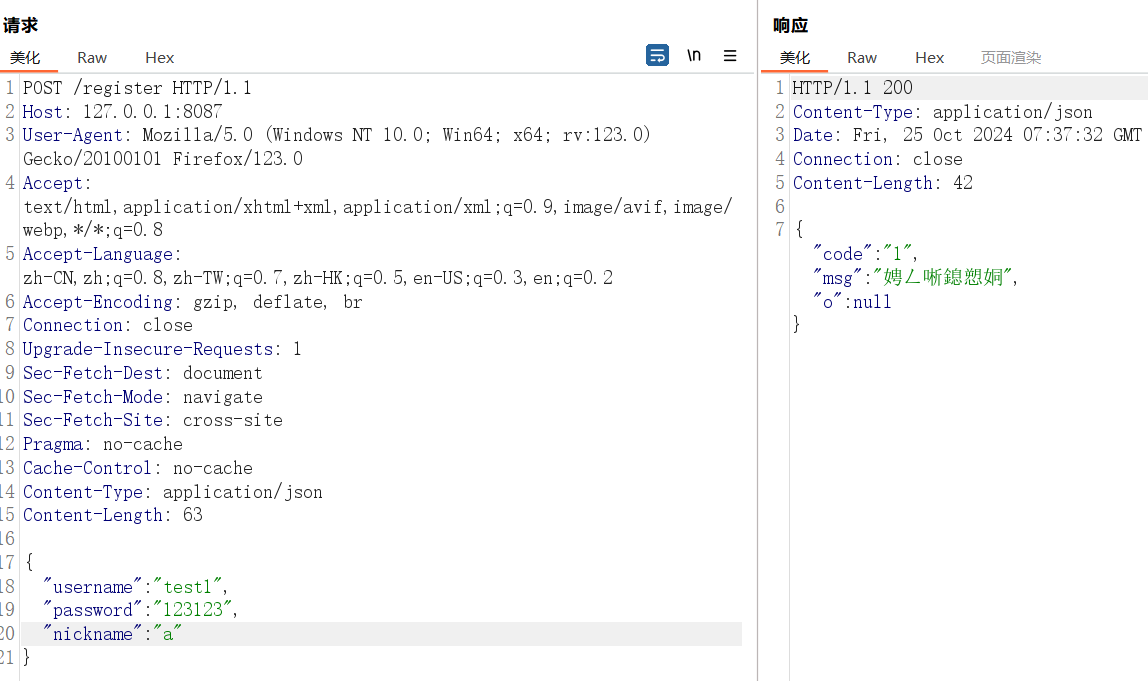 请求
美化 Raw Hex
\n
1 POST /register HTTP/1.1
2 Host: 127.0.0.1:8087
3 User-Agent: Mozilla/5.0 (Windows NT 10.0; Win64; x64; rv:123.0)
Gecko/20100101 Firefox/123.0
4 Accept:
text/html,application/xhtml+xml,application/xml;q=0.9,image/avif,image/
webp,*/*;q=0.8
5 Accept-Language:
zh-CN,zh;q=0.8,zh-TW;q=0.7,zh-HK;q=0.5,en-US;q=0.3,en;q=0.2
6 Accept-Encoding: gzip, deflate, br
7 Connection: close
8 Upgrade-Insecure-Requests: 1
9 Sec-Fetch-Dest: document
10 Sec-Fetch-Mode: navigate
11 Sec-Fetch-Site: cross-site
12 Pragma: no-cache
13 Cache-Control: no-cache
14 Content-Type: application/json
15 Content-Length: 63
16
17 {
18 "username":"test1",
19 "password":"123123",
20 "nickname":"a"
21 }
响应
美化 Raw Hex 页面渲染
1 HTTP/1.1 200
2 Content-Type: application/json
3 Date: Fri, 25 Oct 2024 07:37:32 GMT
4 Connection: close
5 Content-Length: 42
6
7 {
"code":"1",
"msg":"娉ㄥ唽鎴愬姛",
"o":null
}